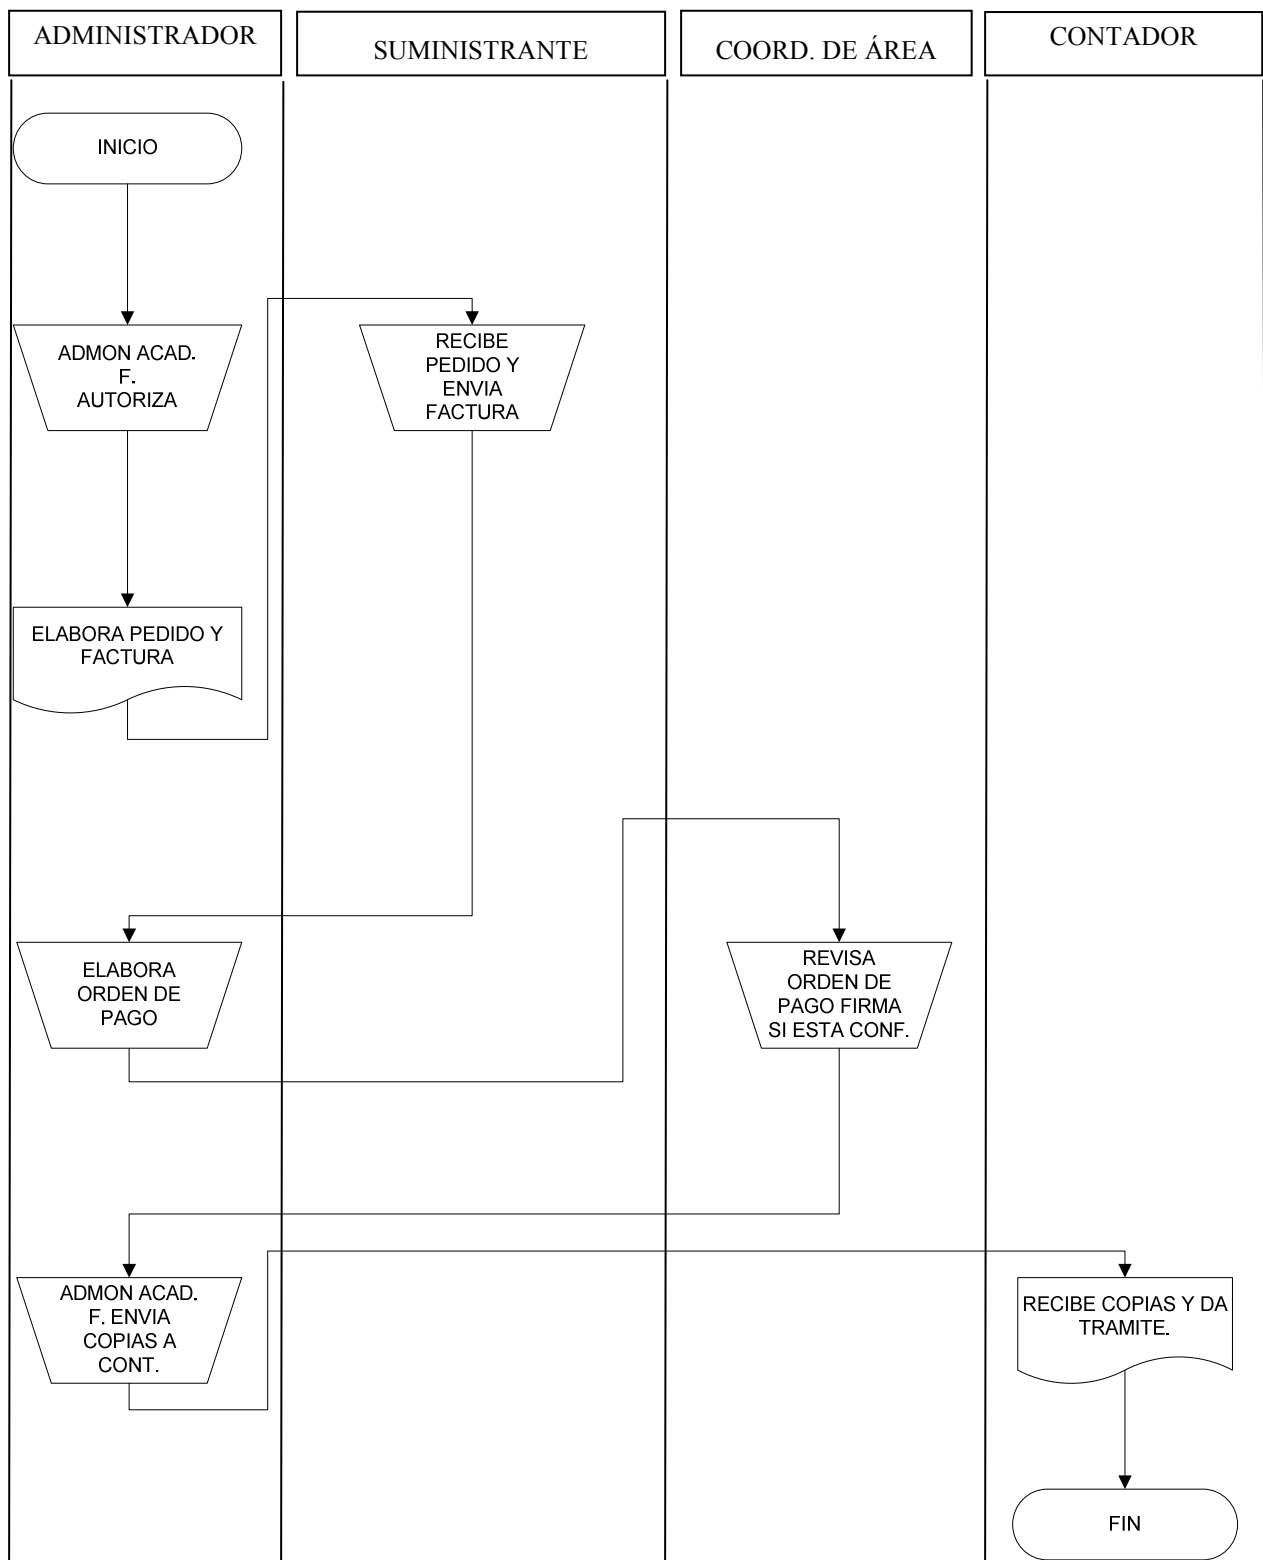 ADMINISTRADOR
SUMINISTRANTE
COORD. DE ÁREA
CONTADOR
INICIO
ADMON ACAD.
F.
AUTORIZA
RECIBE
PEDIDO Y
ENVIA
FACTURA
ELABORA PEDIDO Y
FACTURA
ELABORA
ORDEN DE
PAGO
REVISA
ORDEN DE
PAGO FIRMA
SI ESTA CONF.
ADMON ACAD.
F. ENVIA
COPIAS A
CONT.
RECIBE COPIAS Y DA
TRAMITE.
FIN